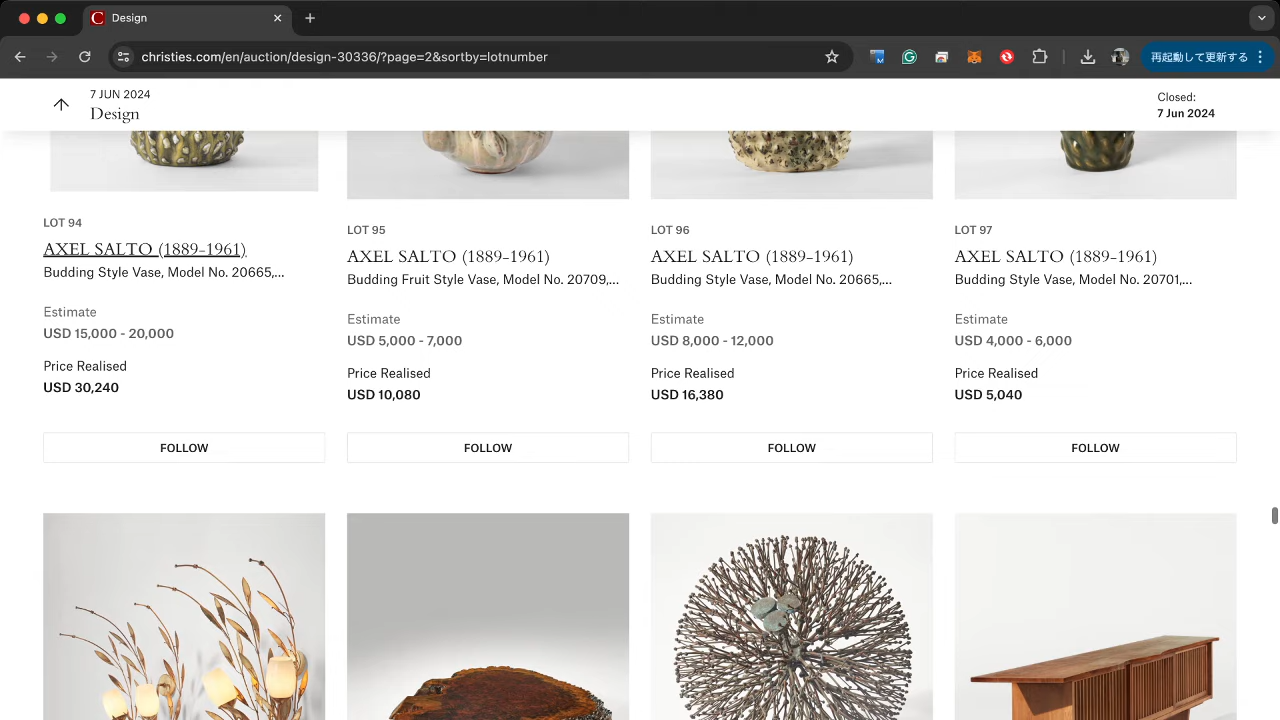 Design
christies.com/en/auction/design-30336/?page=2&sortby=lotnumber
再起動して更新する
7 JUN 2024
Design
Closed:
7 Jun 2024
LOT 94
AXEL SALTO (1889-1961)
Budding Style Vase, Model No. 20665,...
Estimate
USD 15,000 - 20,000
Price Realised
USD 30,240
FOLLOW
LOT 95
AXEL SALTO (1889-1961)
Budding Fruit Style Vase, Model No. 20709,...
Estimate
USD 5,000 - 7,000
Price Realised
USD 10,080
FOLLOW
LOT 96
AXEL SALTO (1889-1961)
Budding Style Vase, Model No. 20665,...
Estimate
USD 8,000 - 12,000
Price Realised
USD 16,380
FOLLOW
LOT 97
AXEL SALTO (1889-1961)
Budding Style Vase, Model No. 20701,...
Estimate
USD 4,000 - 6,000
Price Realised
USD 5,040
FOLLOW